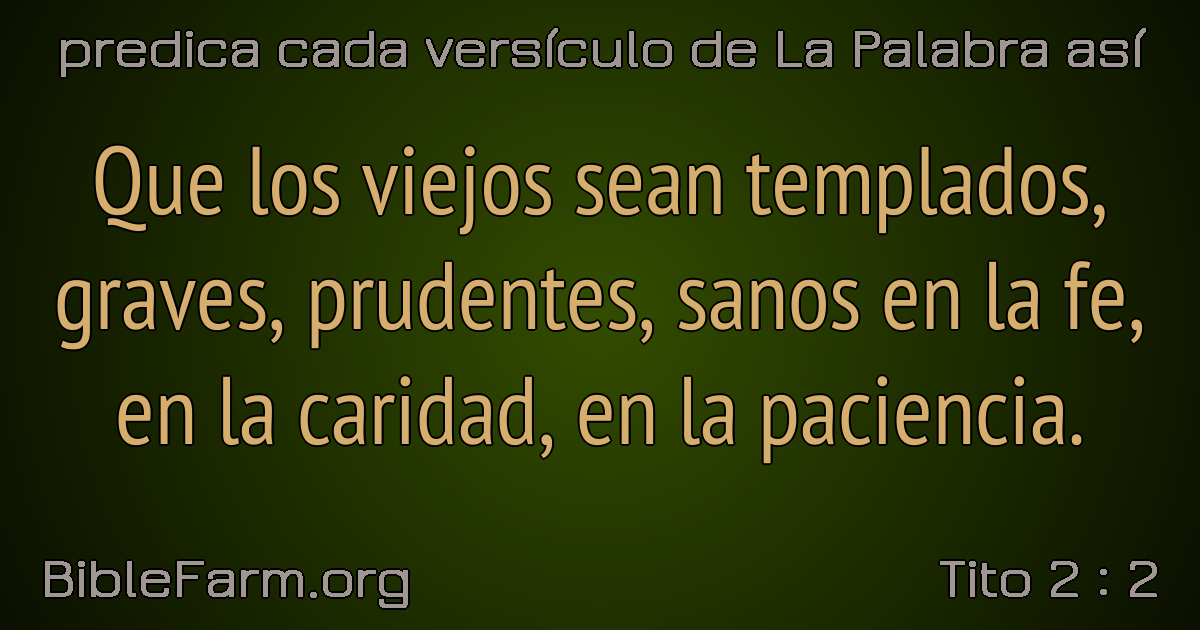 predica cada versículo de La Palabra así
Que los viejos sean templados,
graves, prudentes, sanos en la fe,
en la caridad, en la paciencia.
BibleFarm.org
Tito 2 : 2